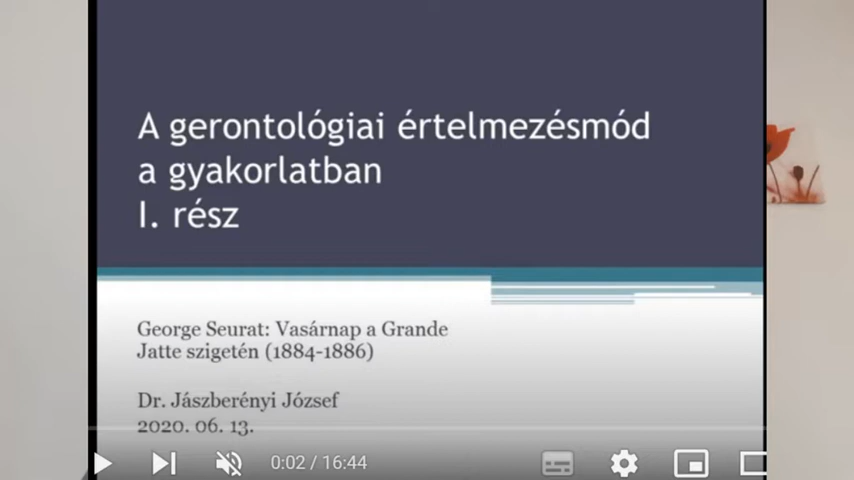 A gerontológiai értelmezésmód
a gyakorlatban
I. rész
George Seurat: Vasárnap a Grande
Jatte szigetén (1884-1886)
Dr. Jászberényi József
2020. 06. 13.
0:02 / 16:44